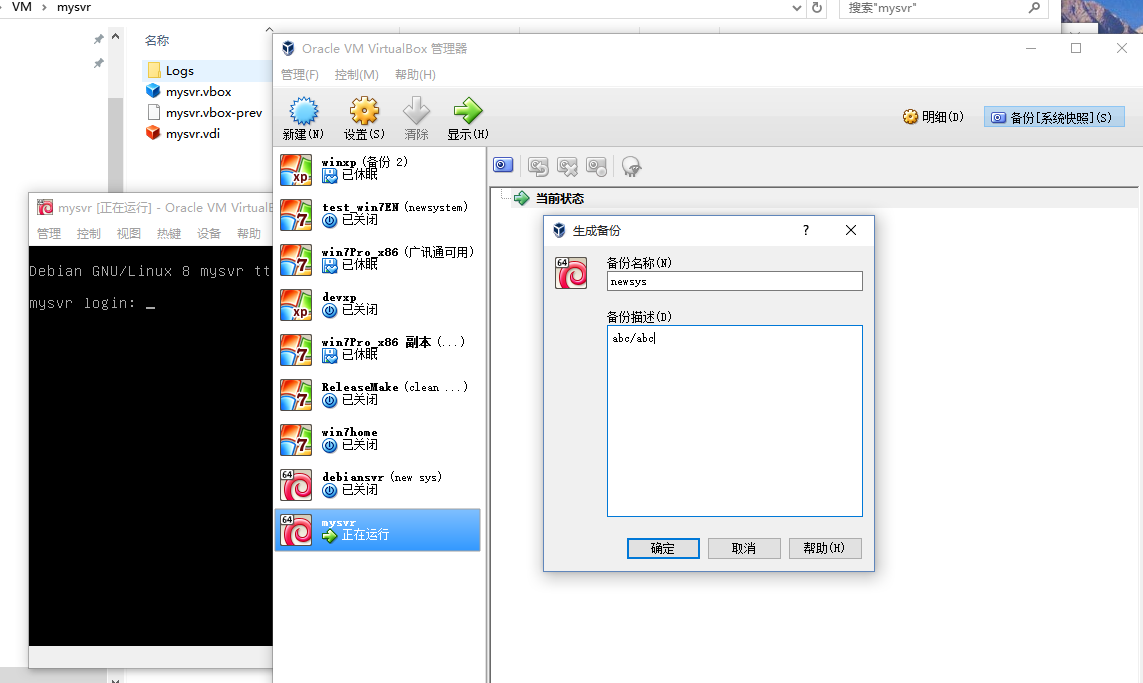 VM > mysvr
搜索"mysvr"
名称
Logs
mysvr.vbox
mysvr.vbox-prev
mysvr.vdi
mysvr [正在运行] - Oracle VM VirtualB
管理 控制 视图 热键 设备 帮助
Debian GNU/Linux 8 mysvr tt
mysvr login: _
Oracle VM VirtualBox 管理器
管理(F) 控制(M) 帮助(H)
新建(N) 设置(S) 清除 显示(H)
明细(D) 备份[系统快照](S)
winxp (备份 2)
已休眠
test_win7EN (newsystem)
已关闭
win7Pro_x86 (广讯通可用)
已休眠
devxp
已关闭
win7Pro_x86 副本 (...)
已休眠
ReleaseMake (clean ...)
已关闭
win7home
已关闭
debiansvr (new sys)
已关闭
mysvr
正在运行
当前状态
生成备份 ?
备份名称(N)
newsys
备份描述(D)
abc/abc
确定 取消 帮助(H)